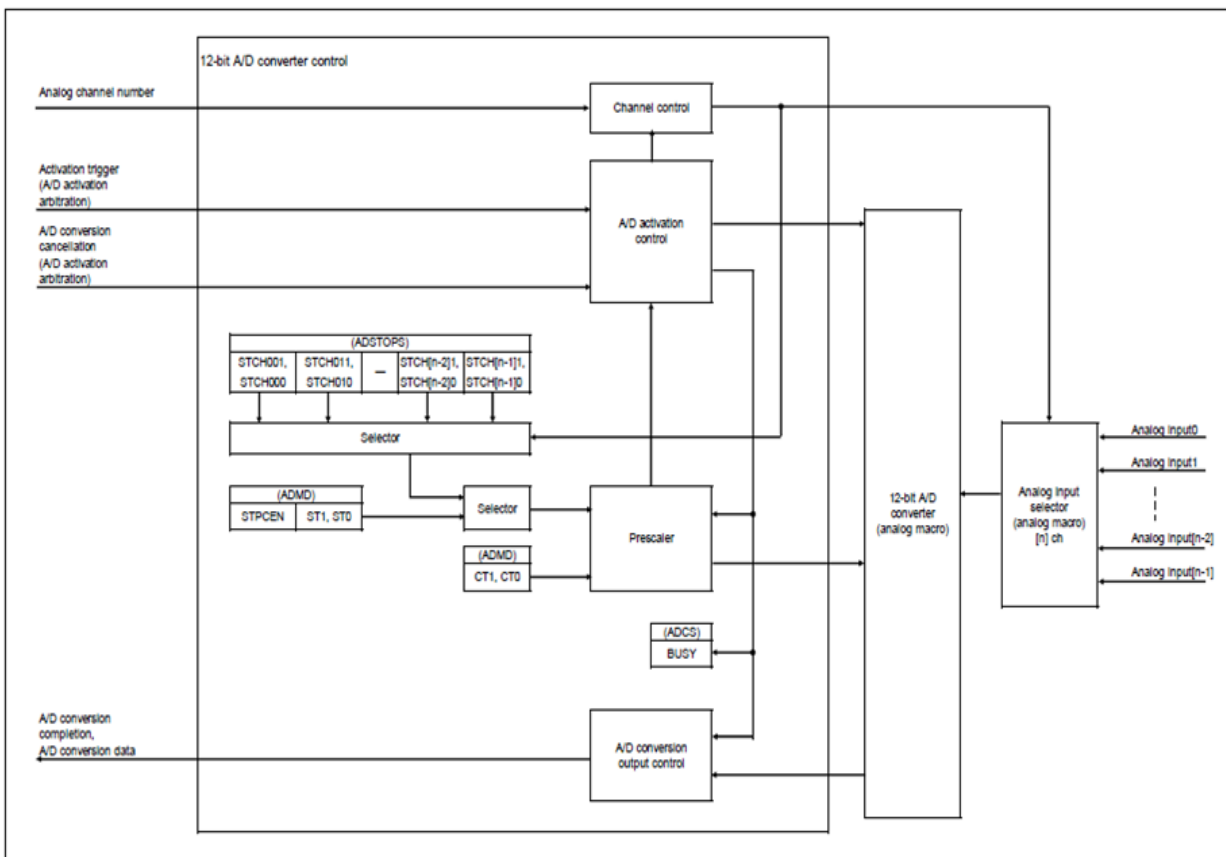 12-bit A/D converter control
Analog channel number
Channel control
Activation trigger
(A/D activation
arbitration)
A/D conversion
cancellation
(A/D activation
arbitration)
A/D activation
control
(ADSTOPS)
STCH001,
STCH000
STCH011,
STCH010
—
STCH[n-2]1,
STCH[n-2]0
STCH[n-1]1,
STCH[n-1]0
Selector
(ADMD)
STPCEN
ST1, ST0
Selector
(ADMD)
CT1, CT0
Prescaler
(ADCS)
BUSY
A/D conversion
completion,
A/D conversion data
A/D conversion
output control
12-bit A/D
converter
(analog macro)
Analog Input
selector
(analog macro)
[n] ch
Analog Input0
Analog Input1
Analog Input[n-2]
Analog Input[n-1]